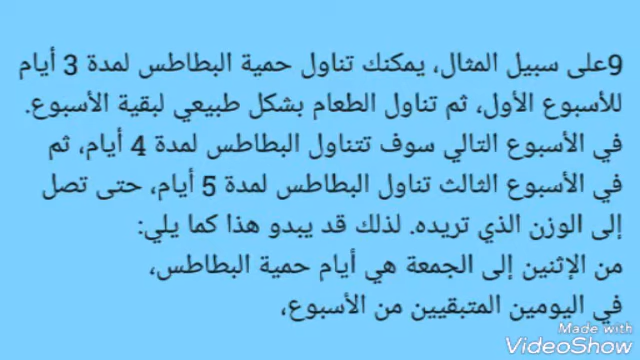 9على سبيل المثال، يمكنك تناول حمية البطاطس لمدة 3 أيام
للأسبوع الأول، ثم تناول الطعام بشكل طبيعي لبقية الأسبوع.
في الأسبوع التالي سوف تتناول البطاطس لمدة 4 أيام، ثم
في الأسبوع الثالث تناول البطاطس لمدة 5 أيام، حتى تصل
إلى الوزن الذي تريده. لذلك قد يبدو هذا كما يلي:
من الإثنين إلى الجمعة هي أيام حمية البطاطس،
في اليومين المتبقيين من الأسبوع،
Made with
VideoShow